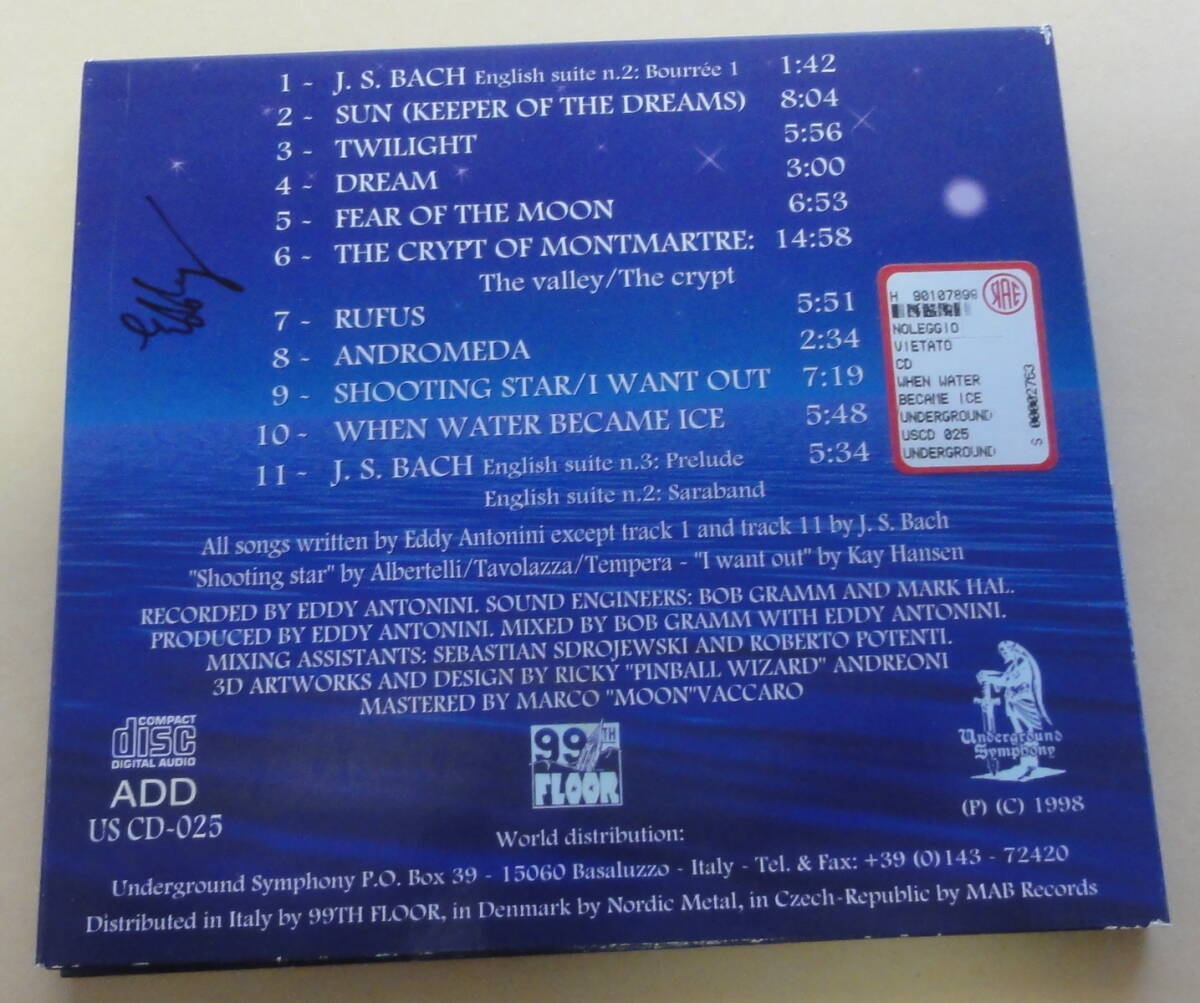 1 - J. S. BACH English suite n.2: Bourrée 1 1:42
2 - SUN (KEEPER OF THE DREAMS) 8:04
3 - TWILIGHT 5:56
4 - DREAM 3:00
5 - FEAR OF THE MOON 6:53
6 - THE CRYPT OF MONTMARTRE: 14:58
The valley/The crypt
7 - RUFUS 5:51
8 - ANDROMEDA 2:34
9 - SHOOTING STAR/I WANT OUT 7:19
10 - WHEN WATER BECAME ICE 5:48
11 - J. S. BACH English suite n.3: Prelude 5:34
English suite n.2: Saraband
H 90107899
NOLEGGIO
VIETATO
CD
WHEN WATER
BECAME ICE
UNDERGROUND
USCD 025
UNDERGROUND
S 00002763
All songs written by Eddy Antonini except track 1 and track 11 by J. S. Bach
"Shooting star" by Albertelli/Tavolazza/Tempera - "I want out" by Kay Hansen
RECORDED BY EDDY ANTONINI. SOUND ENGINEERS: BOB GRAMM AND MARK HAL.
PRODUCED BY EDDY ANTONINI. MIXED BY BOB GRAMM WITH EDDY ANTONINI.
MIXING ASSISTANTS: SEBASTIAN SDROJEWSKI AND ROBERTO POTENTI.
3D ARTWORKS AND DESIGN BY RICKY "PINBALL WIZARD" ANDREONI
MASTERED BY MARCO "MOON"VACCARO
COMPACT
disc
DIGITAL AUDIO
ADD
US CD-025
99TH
FLOOR
Underground
Symphony
(P) (C) 1998
World distribution:
Underground Symphony P.O. Box 39 - 15060 Basaluzzo - Italy - Tel. & Fax: +39 (0)143 - 72420
Distributed in Italy by 99TH FLOOR, in Denmark by Nordic Metal, in Czech-Republic by MAB Records